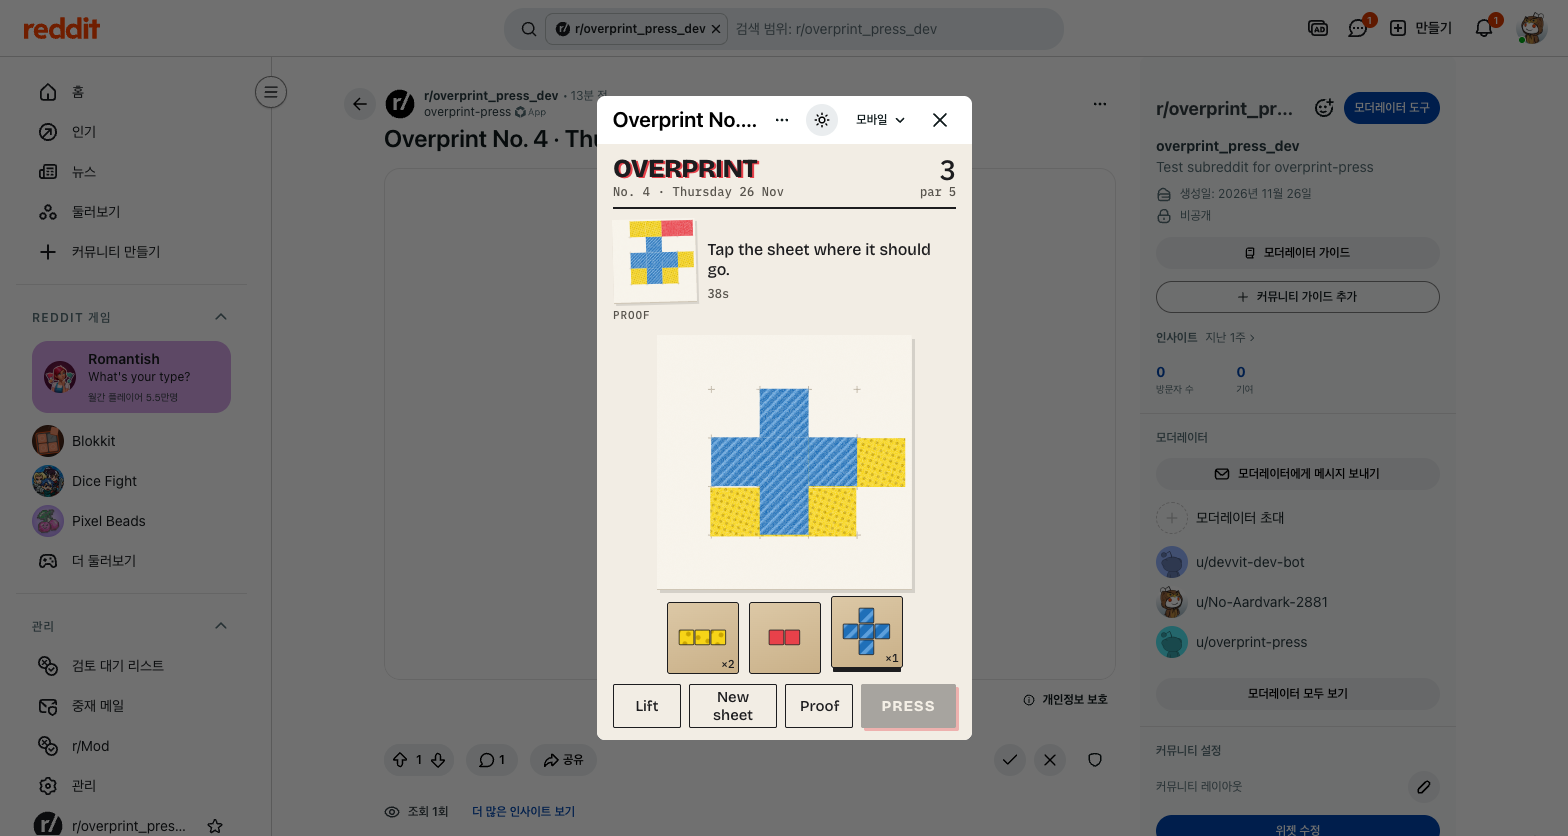 reddit
r/overprint_press_dev
검색 범위: r/overprint_press_dev
AD
1
만들기
1
홈
인기
뉴스
둘러보기
커뮤니티 만들기
REDDIT 게임
Romantish
What's your type?
월간 플레이어 5.5만명
Blokkit
Dice Fight
Pixel Beads
더 둘러보기
관리
검토 대기 리스트
중재 메일
r/Mod
관리
r/overprint_pres...
r/overprint_press_dev • 13분 전
overprint-press App
Overprint No. 4 · Thu
Overprint No....
모바일
OVERPRINT
3
No. 4 · Thursday 26 Nov
par 5
Tap the sheet where it should
go.
38s
PROOF
×2
×1
Lift
New
sheet
Proof
PRESS
개인정보 보호
1
1
공유
조회 1회
더 많은 인사이트 보기
r/overprint_pr...
모더레이터 도구
overprint_press_dev
Test subreddit for overprint-press
생성일: 2026년 11월 26일
비공개
모더레이터 가이드
커뮤니티 가이드 추가
인사이트 지난 1주
0
0
방문자 수
기여
모더레이터
모더레이터에게 메시지 보내기
모더레이터 초대
u/devvit-dev-bot
u/No-Aardvark-2881
u/overprint-press
모더레이터 모두 보기
커뮤니티 설정
커뮤니티 레이아웃
위젯 수정